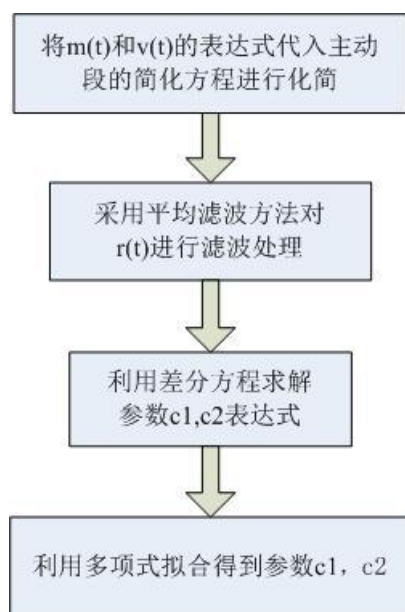 将m(t)和v(t)的表达式代入主动
段的简化方程进行化简
采用平均滤波方法对
r(t)进行滤波处理
利用差分方程求解
参数c1,c2表达式
利用多项式拟合得到参数c1，c2